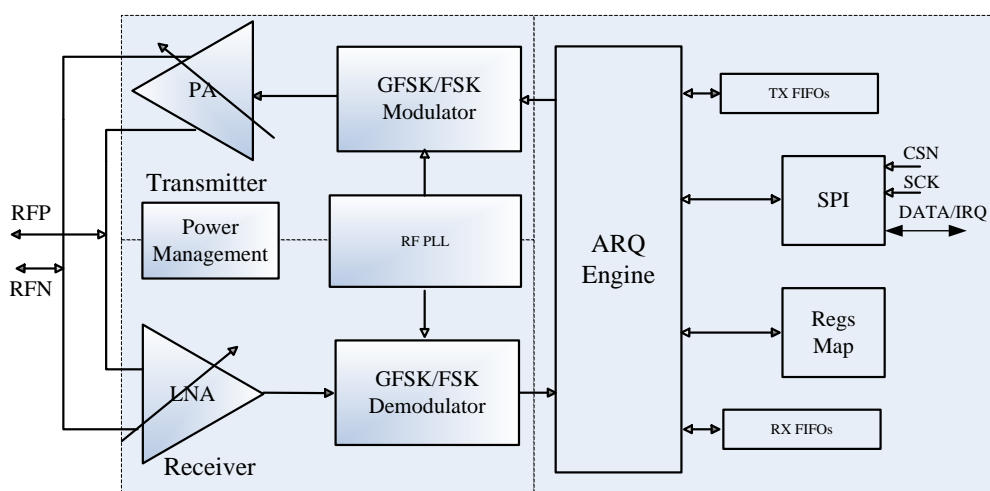 PA
GFSK/FSK
Modulator
TX FIFOs
CSN
SCK
SPI
DATA/IRQ
Transmitter
RFP
Power
Management
RF PLL
ARQ
Engine
RFN
Regs
Map
LNA
GFSK/FSK
Demodulator
RX FIFOs
Receiver